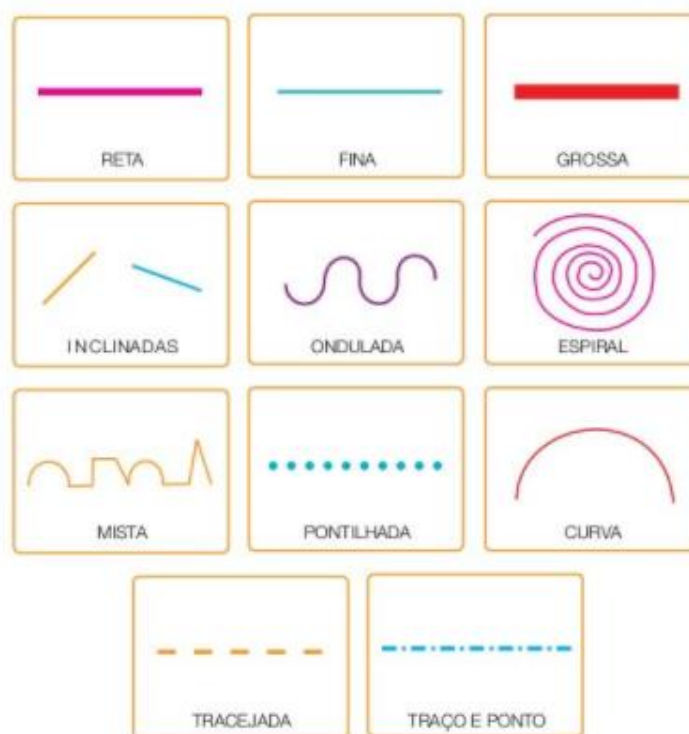 RETA
FINA
GROSSA
INCLINADAS
ONDULADA
ESPIRAL
MISTA
PONTILHADA
CURVA
TRACEJADA
TRAÇO E PONTO